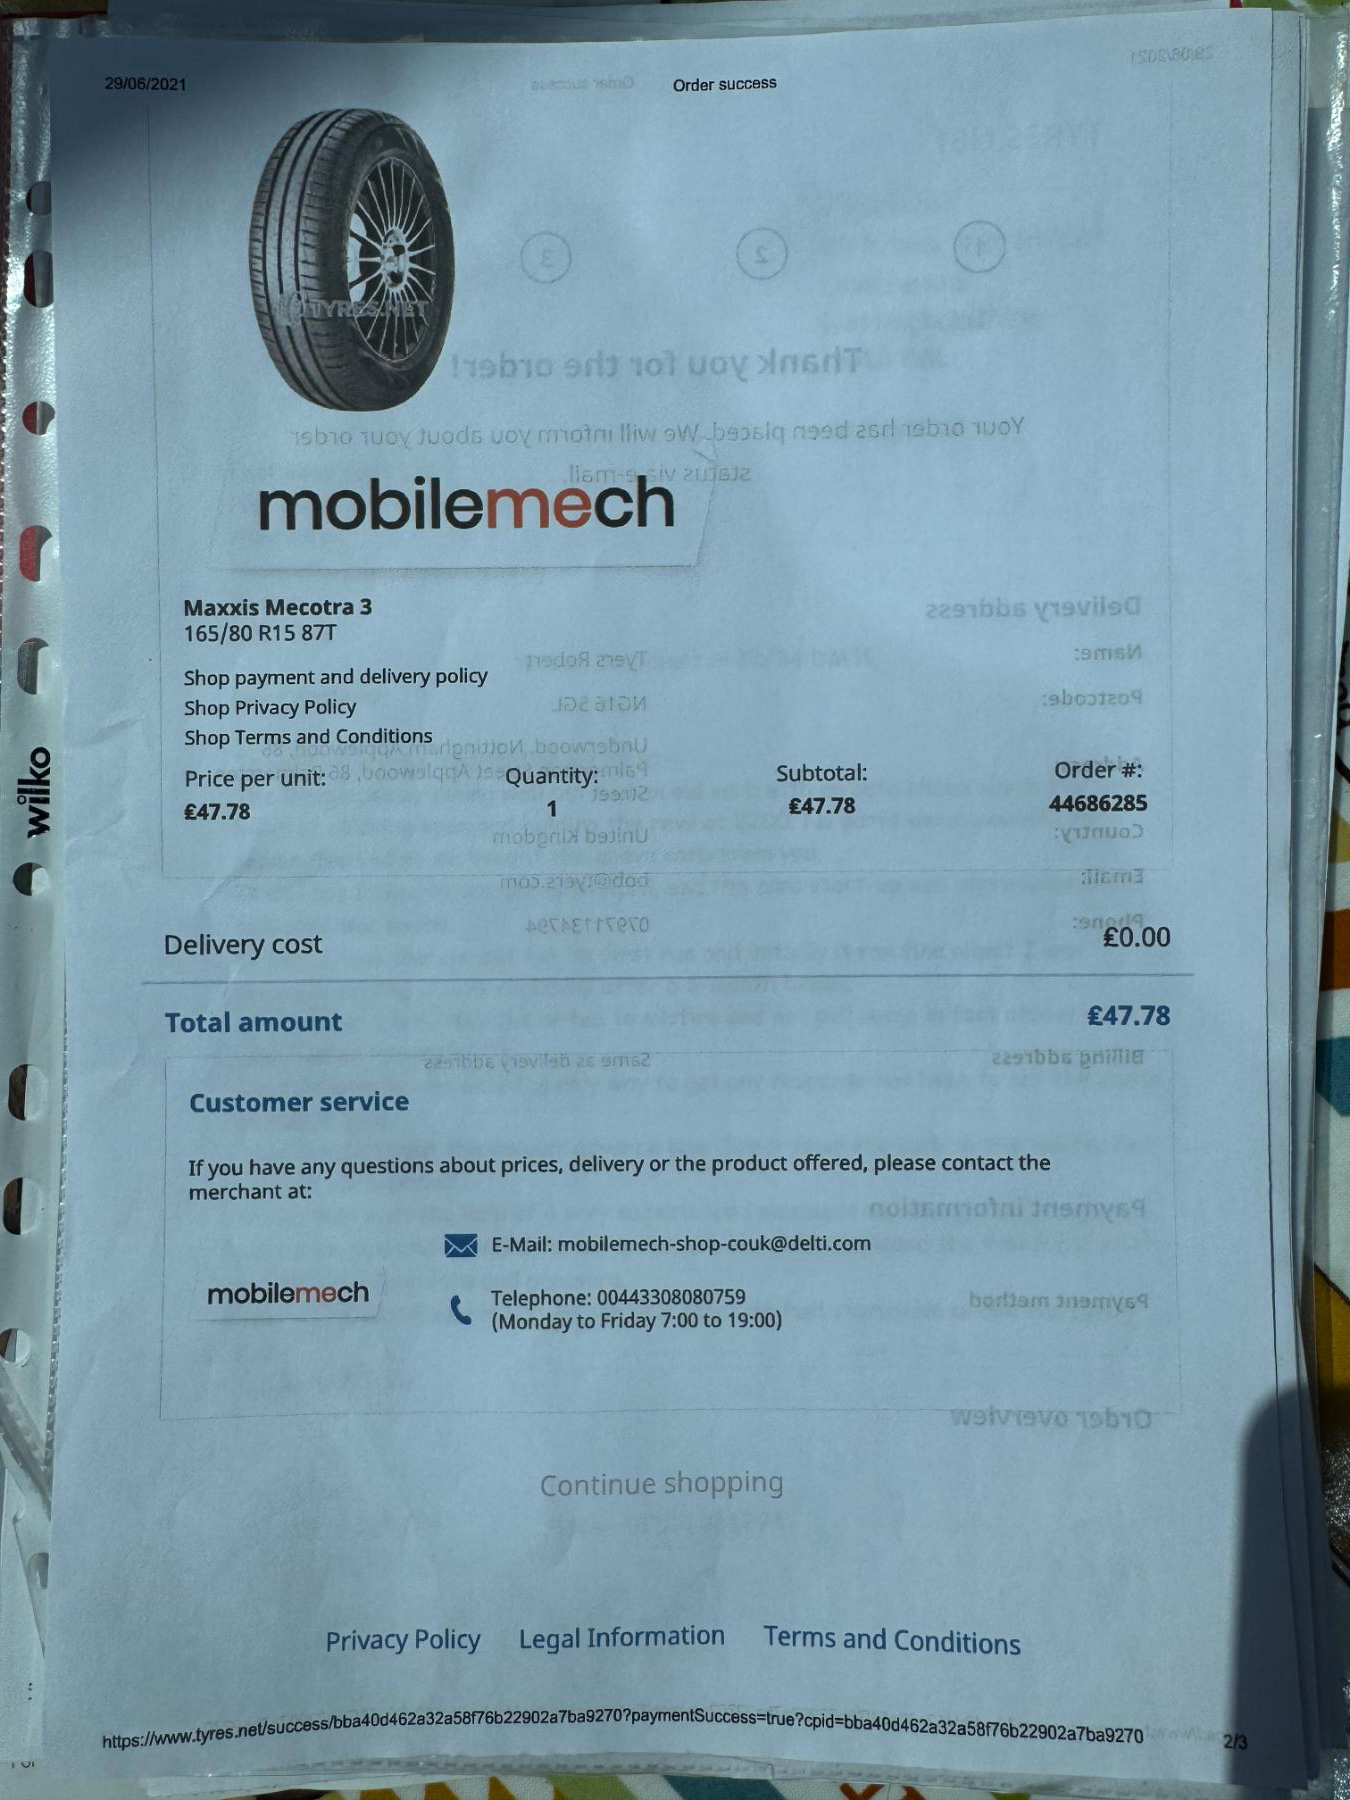 29/06/2021
Order success
TYRES.NET
mobilemech
Maxxis Mecotra 3
165/80 R15 87T
Shop payment and delivery policy
Shop Privacy Policy
Shop Terms and Conditions
Price per unit: Quantity: Subtotal: Order #:
£47.78 1 £47.78 44686285
Delivery cost £0.00
Total amount £47.78
Customer service
If you have any questions about prices, delivery or the product offered, please contact the
merchant at:
E-Mail: mobilemech-shop-couk@delti.com
mobilemech
Telephone: 00443308080759
(Monday to Friday 7:00 to 19:00)
Continue shopping
Privacy Policy Legal Information Terms and Conditions
https://www.tyres.net/success/bba40d462a32a58f76b22902a7ba9270?paymentSuccess=true?cpid=bba40d462a32a58f76b22902a7ba9270
2/3
wilko